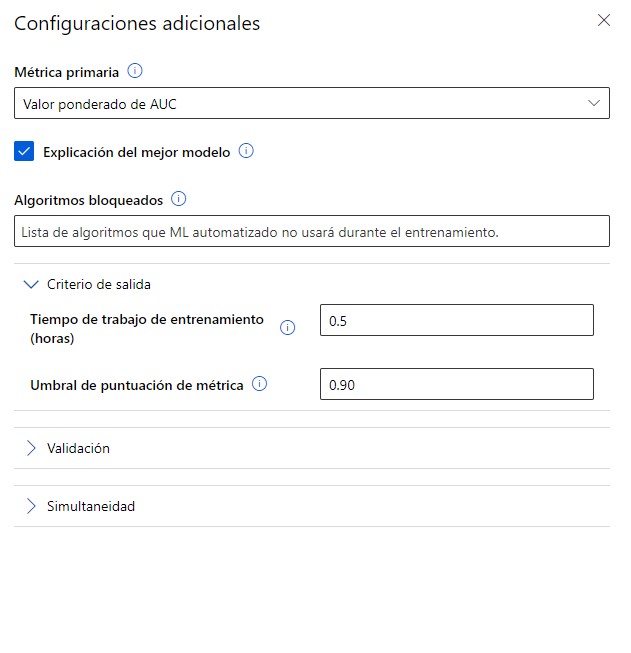 Configuraciones adicionales
Métrica primaria
Valor ponderado de AUC
Explicación del mejor modelo
Algoritmos bloqueados
Lista de algoritmos que ML automatizado no usará durante el entrenamiento.
Criterio de salida
Tiempo de trabajo de entrenamiento
(horas)
0.5
Umbral de puntuación de métrica
0.90
Validación
Simultaneidad